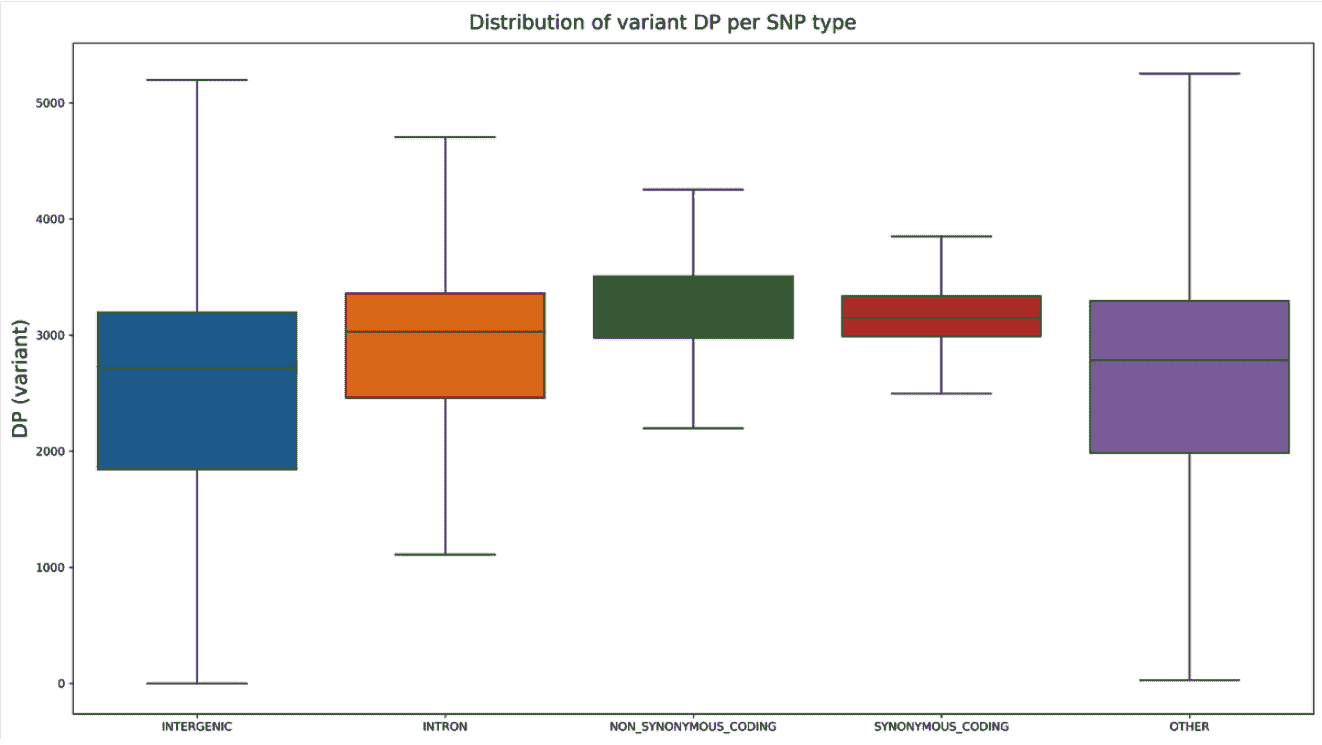 Distribution of variant DP per SNP type
DP (variant)
5000
4000
3000
2000
1000
0
INTERGENIC
INTRON
NON_SYNONYMOUS_CODING
SYNONYMOUS_CODING
OTHER